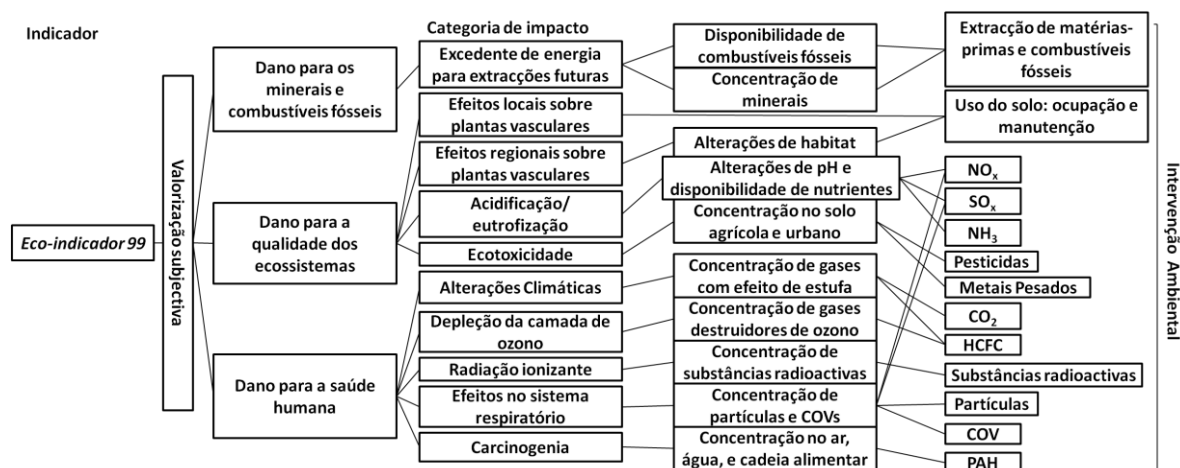 Indicador
Eco-indicador 99
Valorização subjectiva
Dano para os
minerais e
combustíveis fósseis
Dano para a
qualidade dos
ecossistemas
Dano para a saúde
humana
Categoria de impacto
Excedente de energia
para extracções futuras
Efeitos locais sobre
plantas vasculares
Efeitos regionais sobre
plantas vasculares
Acidificação/
eutrofização
Ecotoxicidade
Alterações Climáticas
Depleção da camada de
ozono
Radiação ionizante
Efeitos no sistema
respiratório
Carcinogenia
Disponibilidade de
combustíveis fósseis
Concentração de
minerais
Alterações de habitat
Alterações de pH e
disponibilidade de nutrientes
Concentração no solo
agrícola e urbano
Concentração de gases
com efeito de estufa
Concentração de gases
destruidores de ozono
Concentração de
substâncias radioactivas
Concentração de
partículas e COVs
Concentração no ar,
água, e cadeia alimentar
Extracção de matérias-
primas e combustíveis
fósseis
Uso do solo: ocupação e
manutenção
NOx
SOx
NH3
Pesticidas
Metais Pesados
CO2
HCFC
Substâncias radioactivas
Partículas
COV
PAH
Intervenção Ambiental